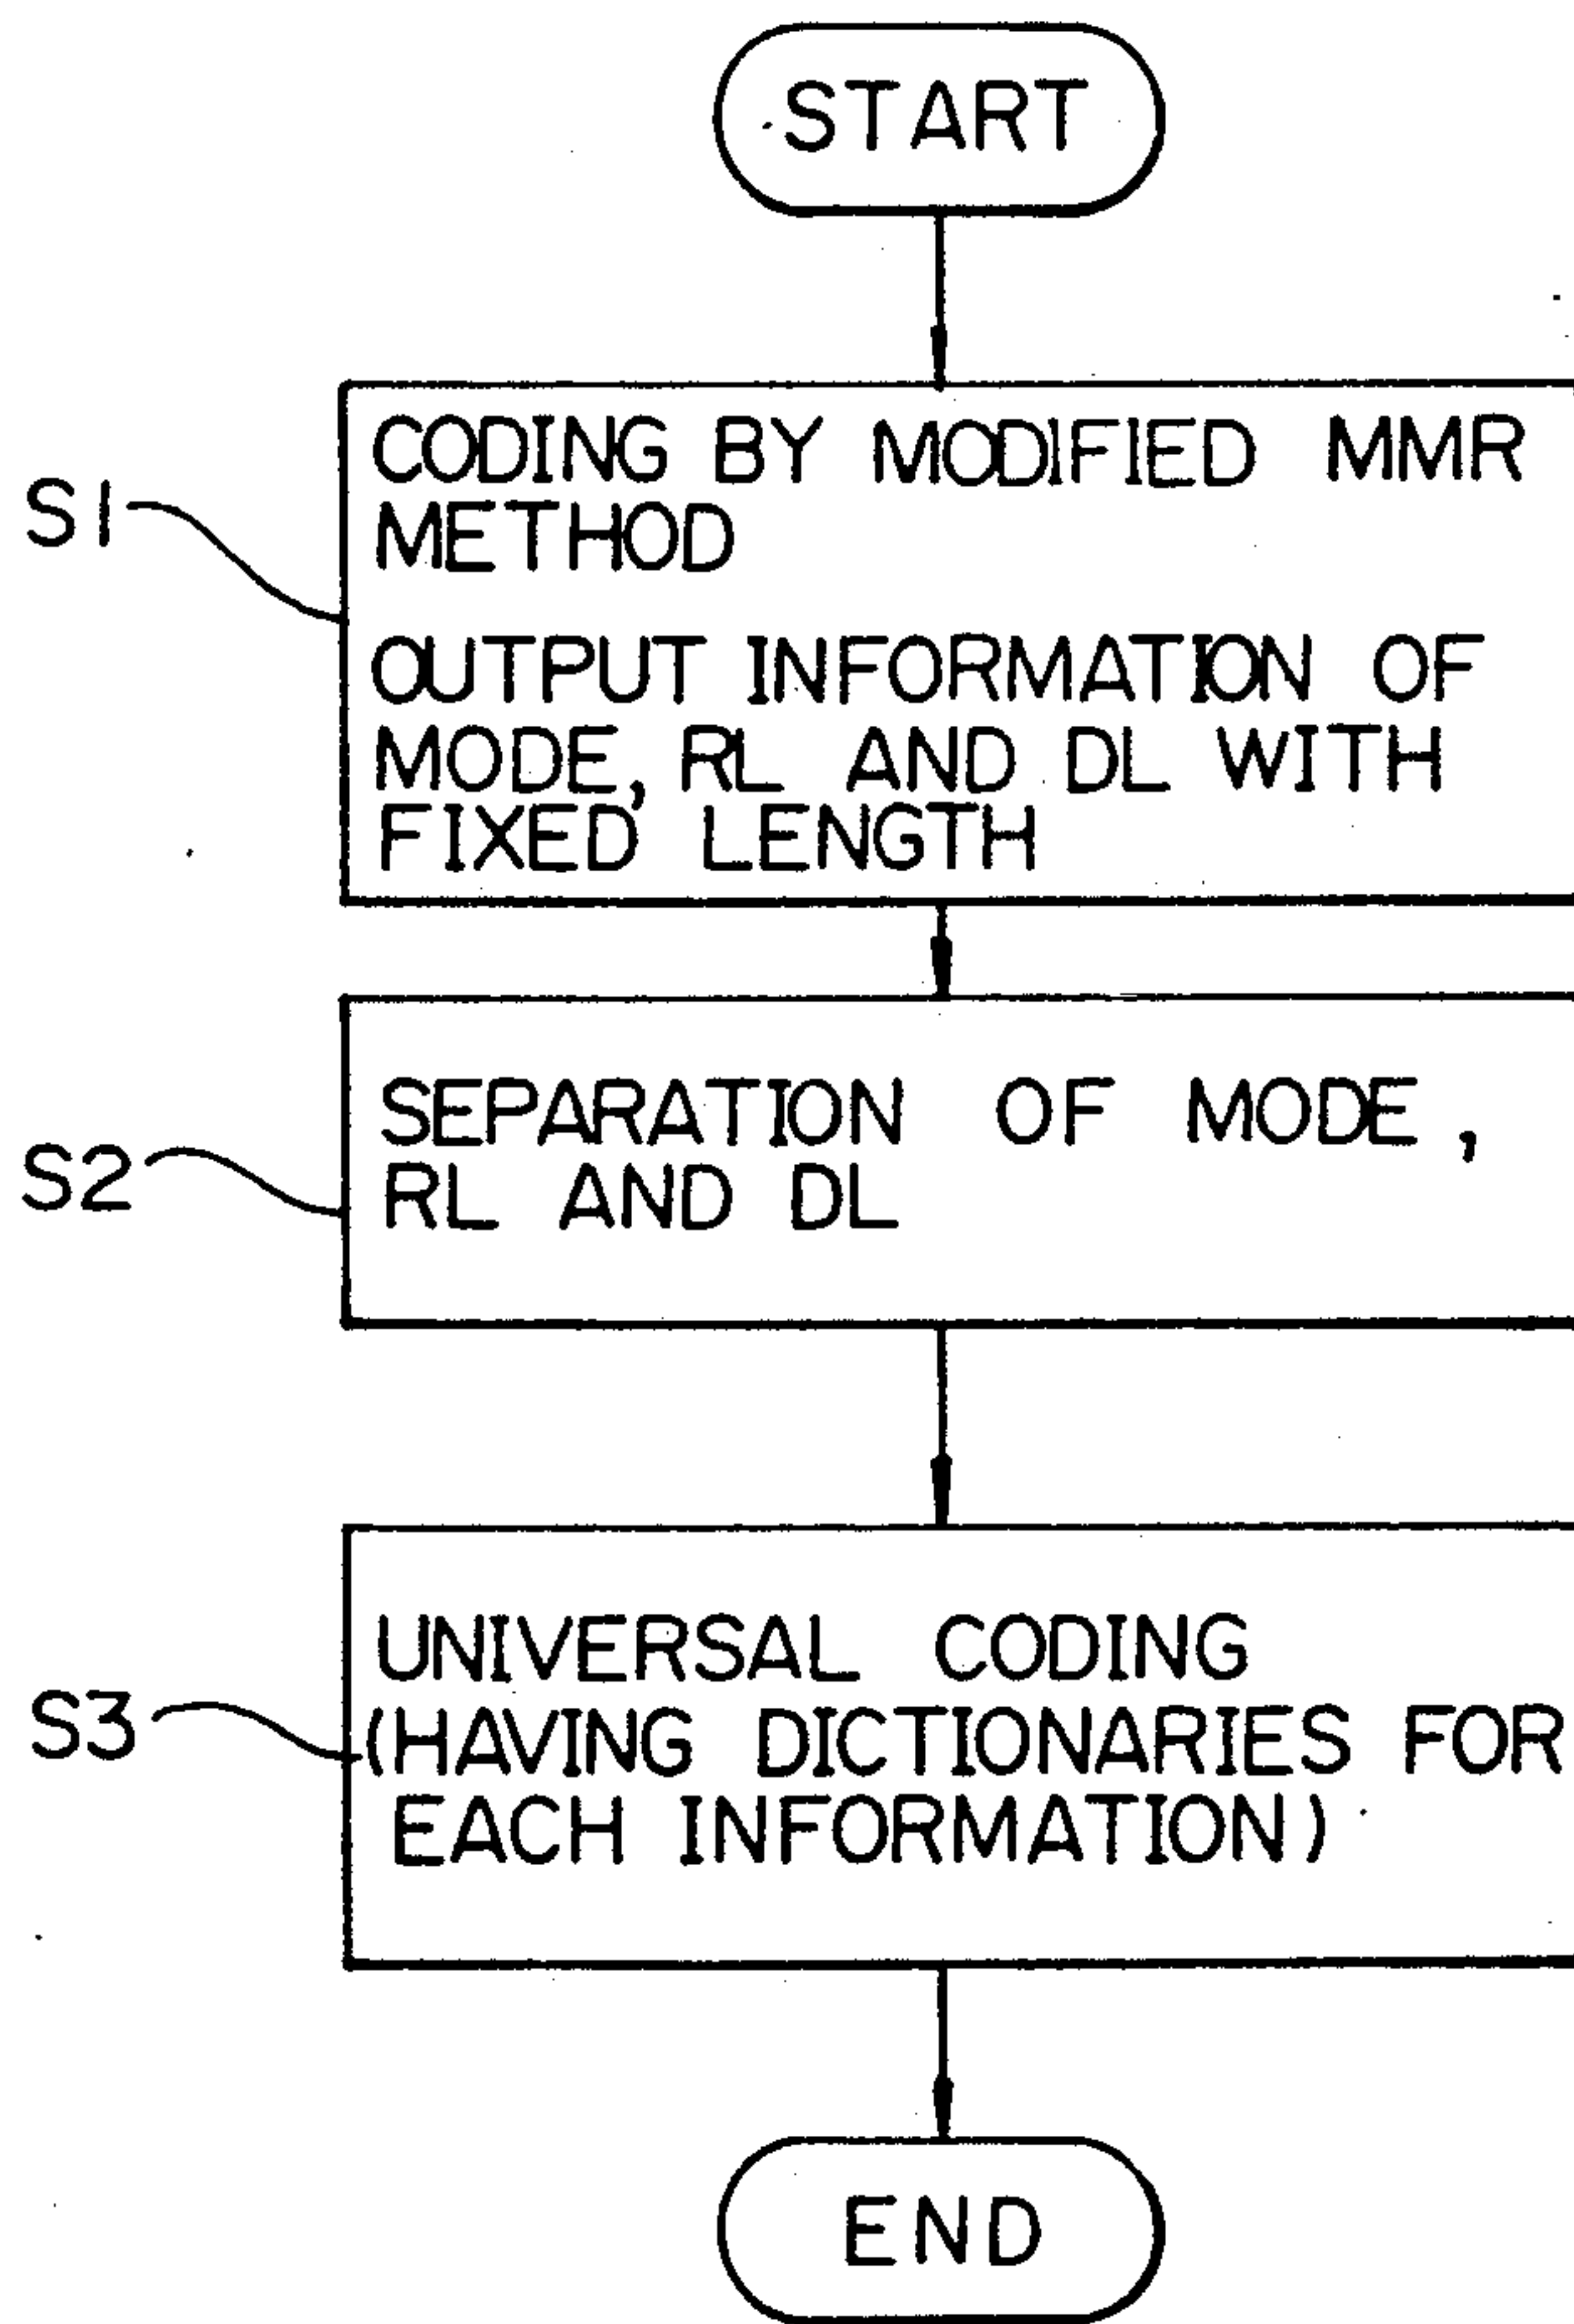 START
S1
CODING BY MODIFIED MMR
METHOD
OUTPUT INFORMATION OF
MODE, RL AND DL WITH
FIXED LENGTH
S2
SEPARATION OF MODE,
RL AND DL
S3
UNIVERSAL CODING
(HAVING DICTIONARIES FOR
EACH INFORMATION)
END